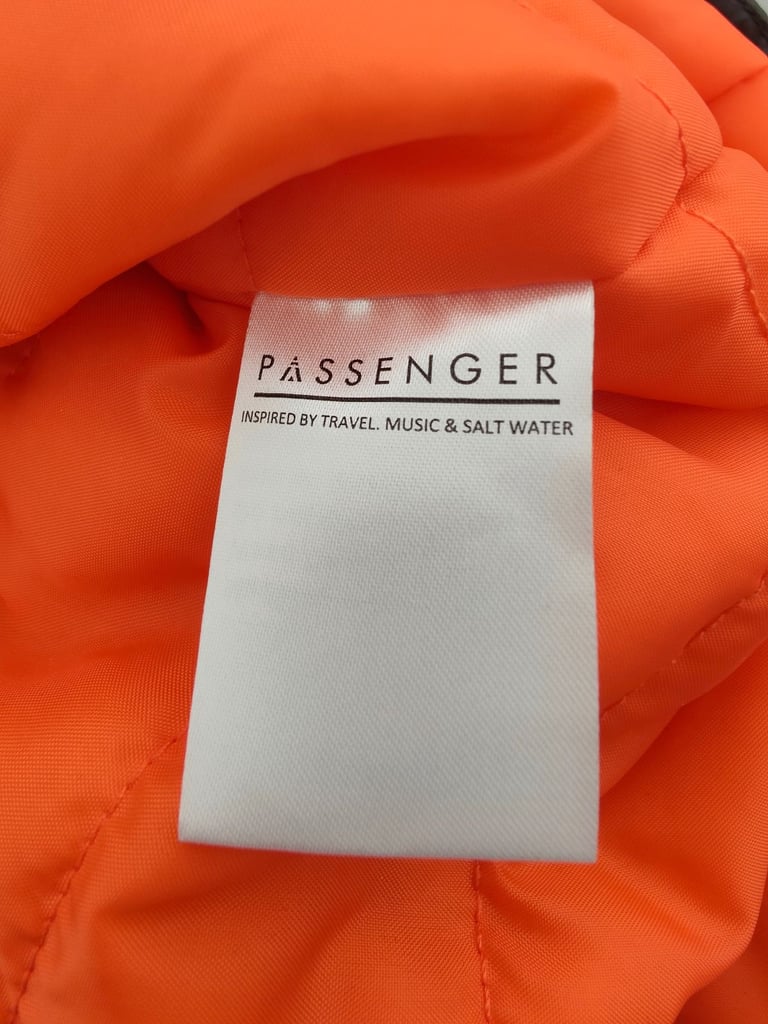 PASSENGER
INSPIRED BY TRAVEL. MUSIC & SALT WATER